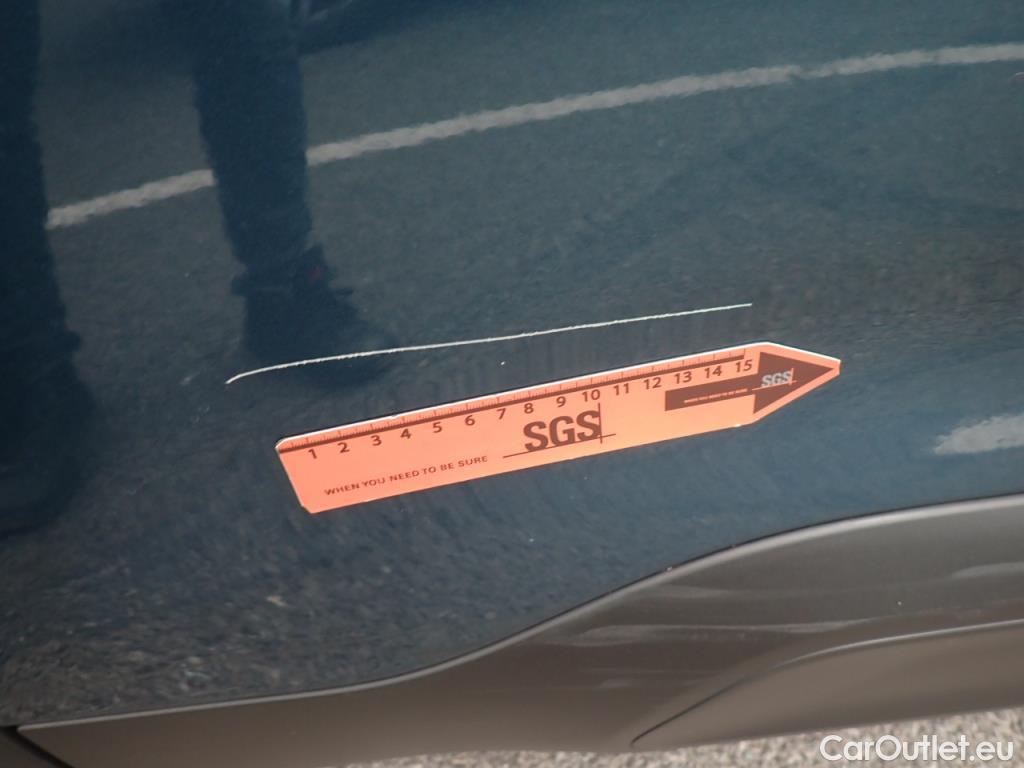 1 2 3 4 5 6 7 8 9 10 11 12 13 14 15
SGS
SGS
WHEN YOU NEED TO BE SURE
CarOutlet.eu